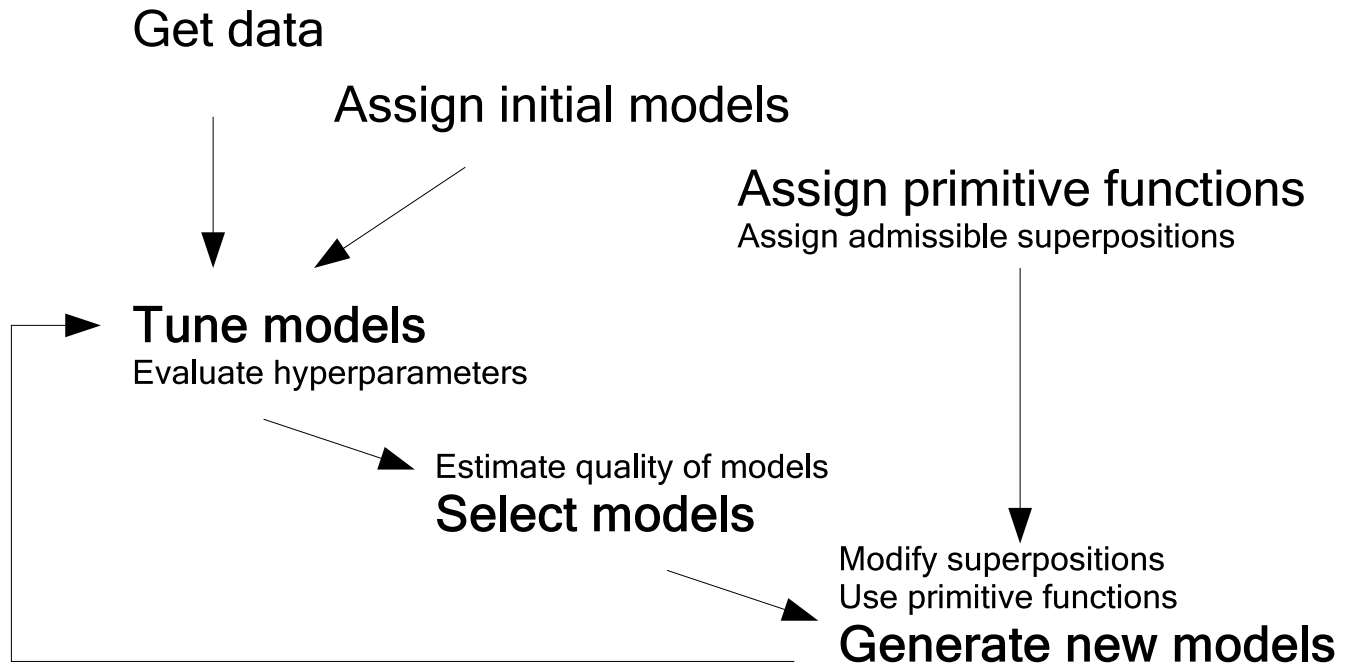 Get data
Assign initial models
Assign primitive functions
Assign admissible superpositions
Tune models
Evaluate hyperparameters
Estimate quality of models
Select models
Modify superpositions
Use primitive functions
Generate new models